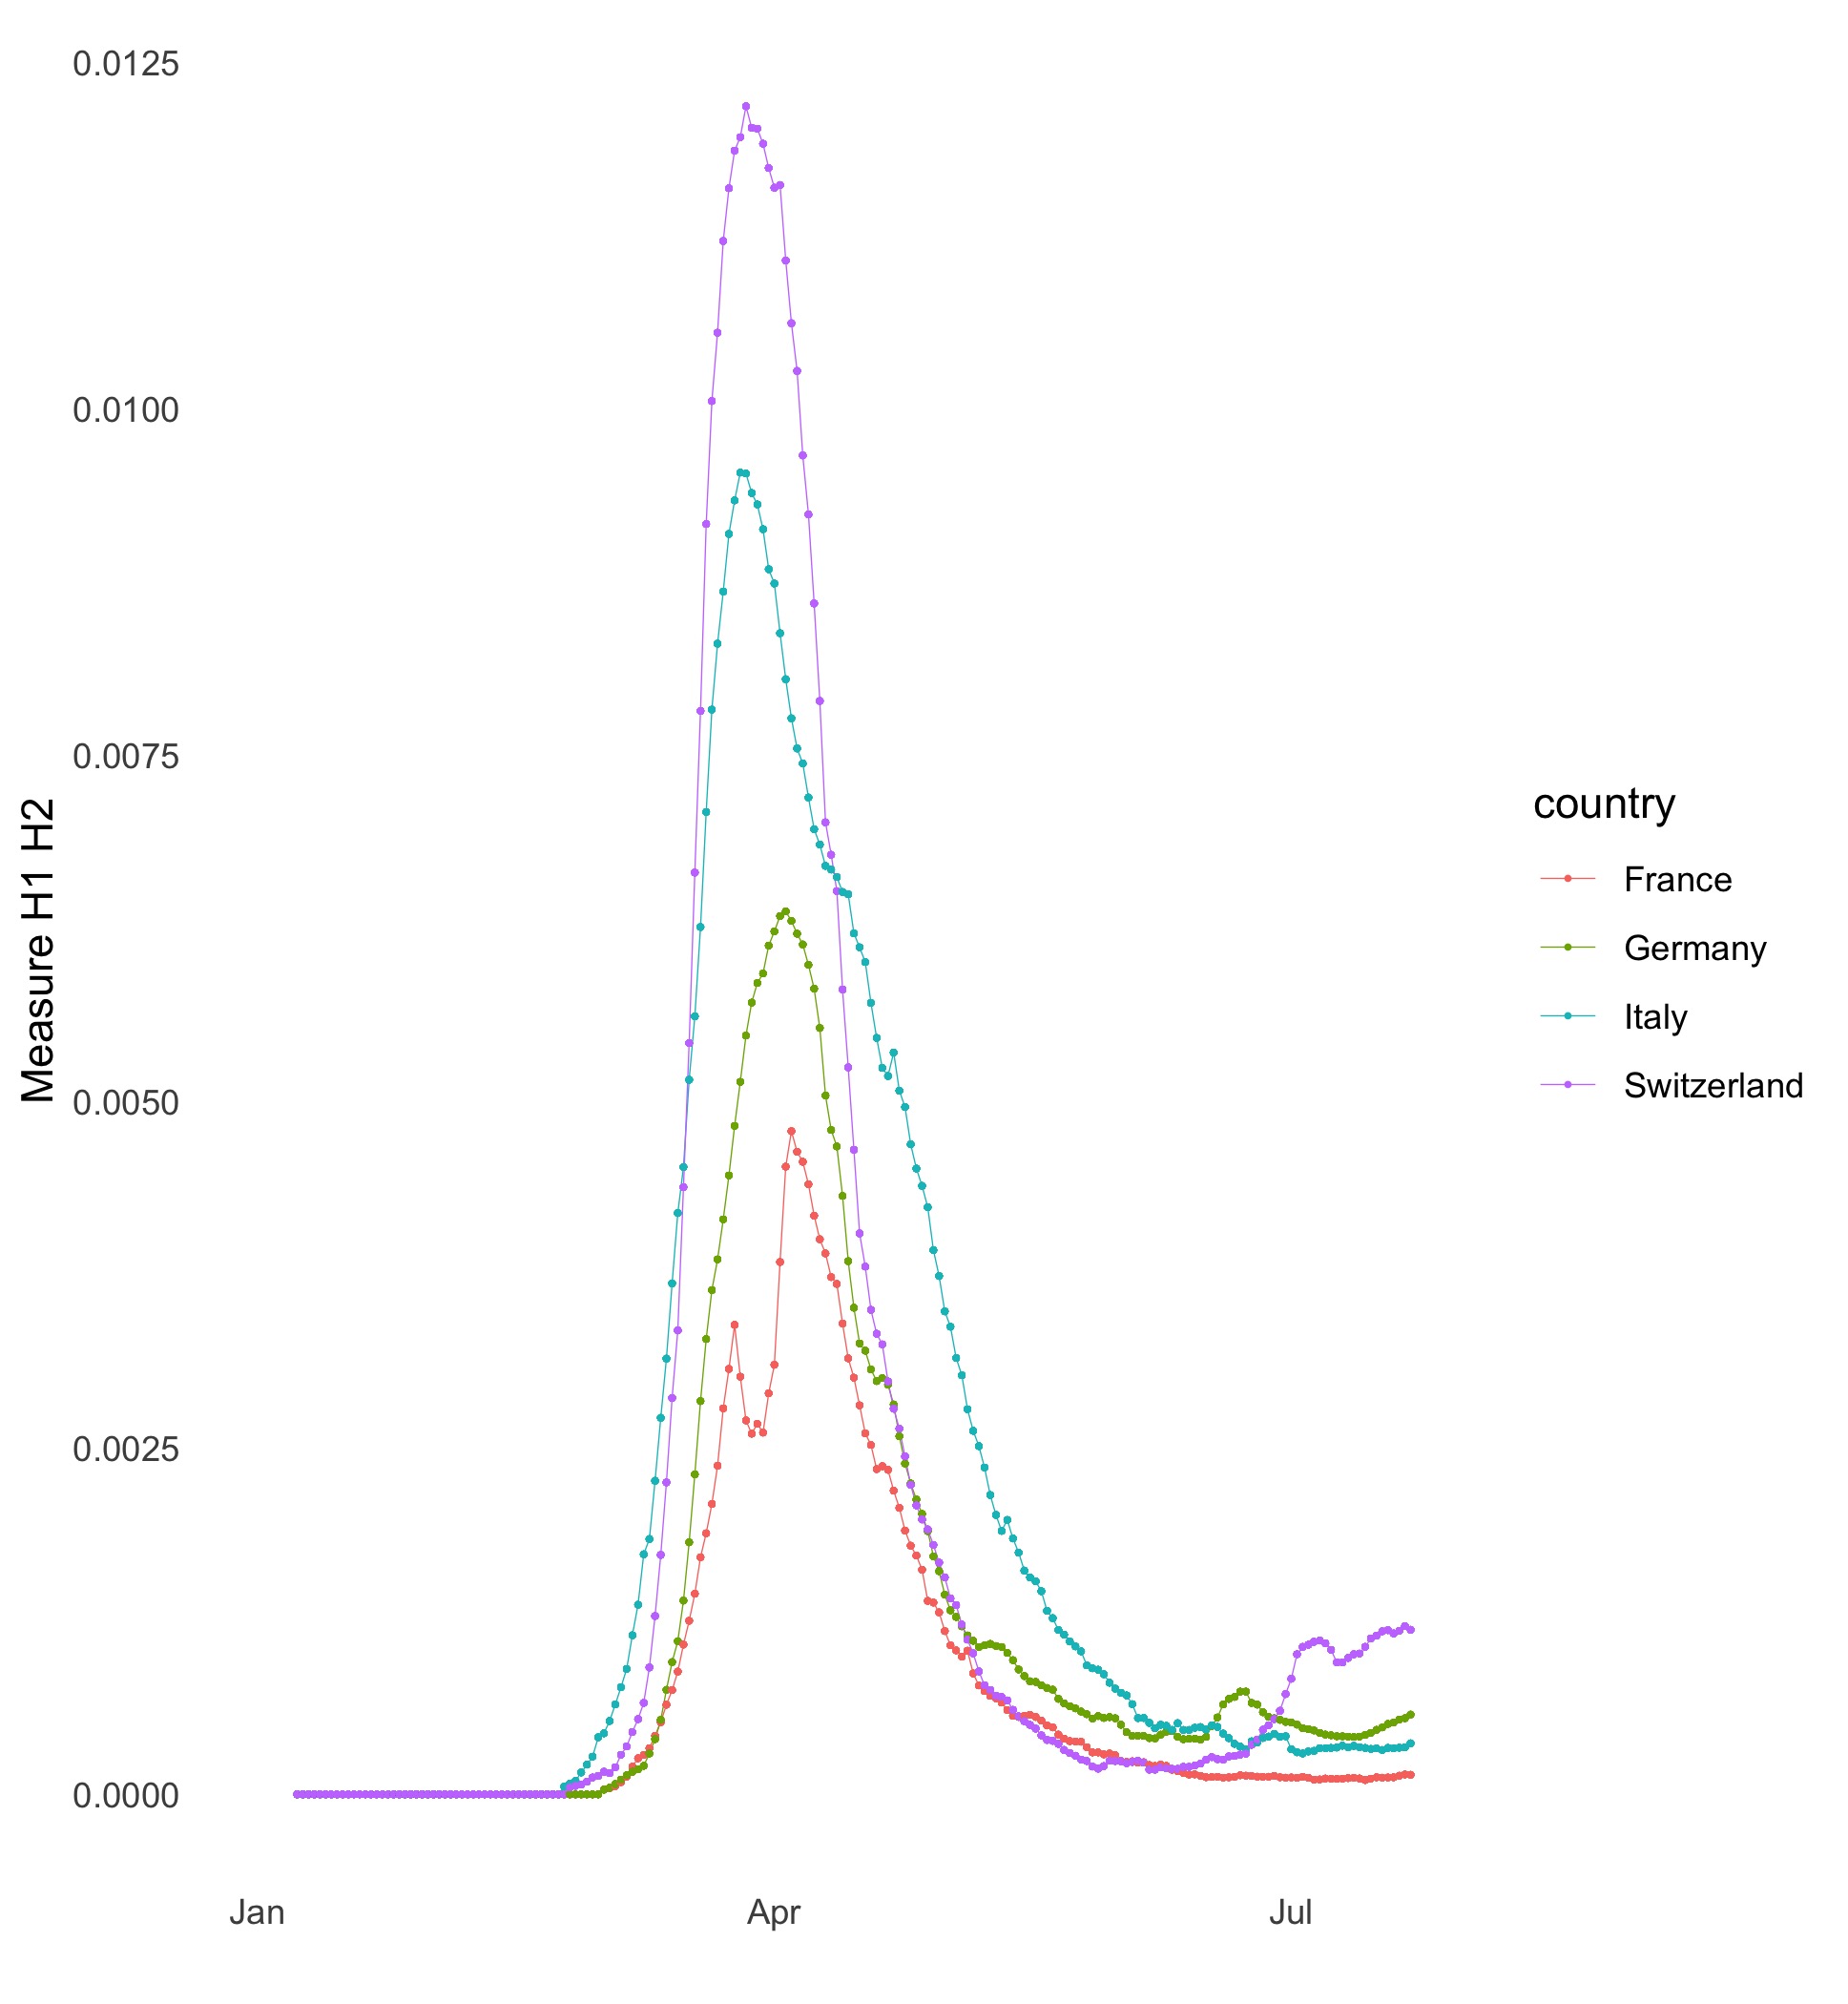 0.0125
0.0100
0.0075
0.0050
0.0025
0.0000
Measure H1 H2
Jan
Apr
Jul
country
France
Germany
Italy
Switzerland